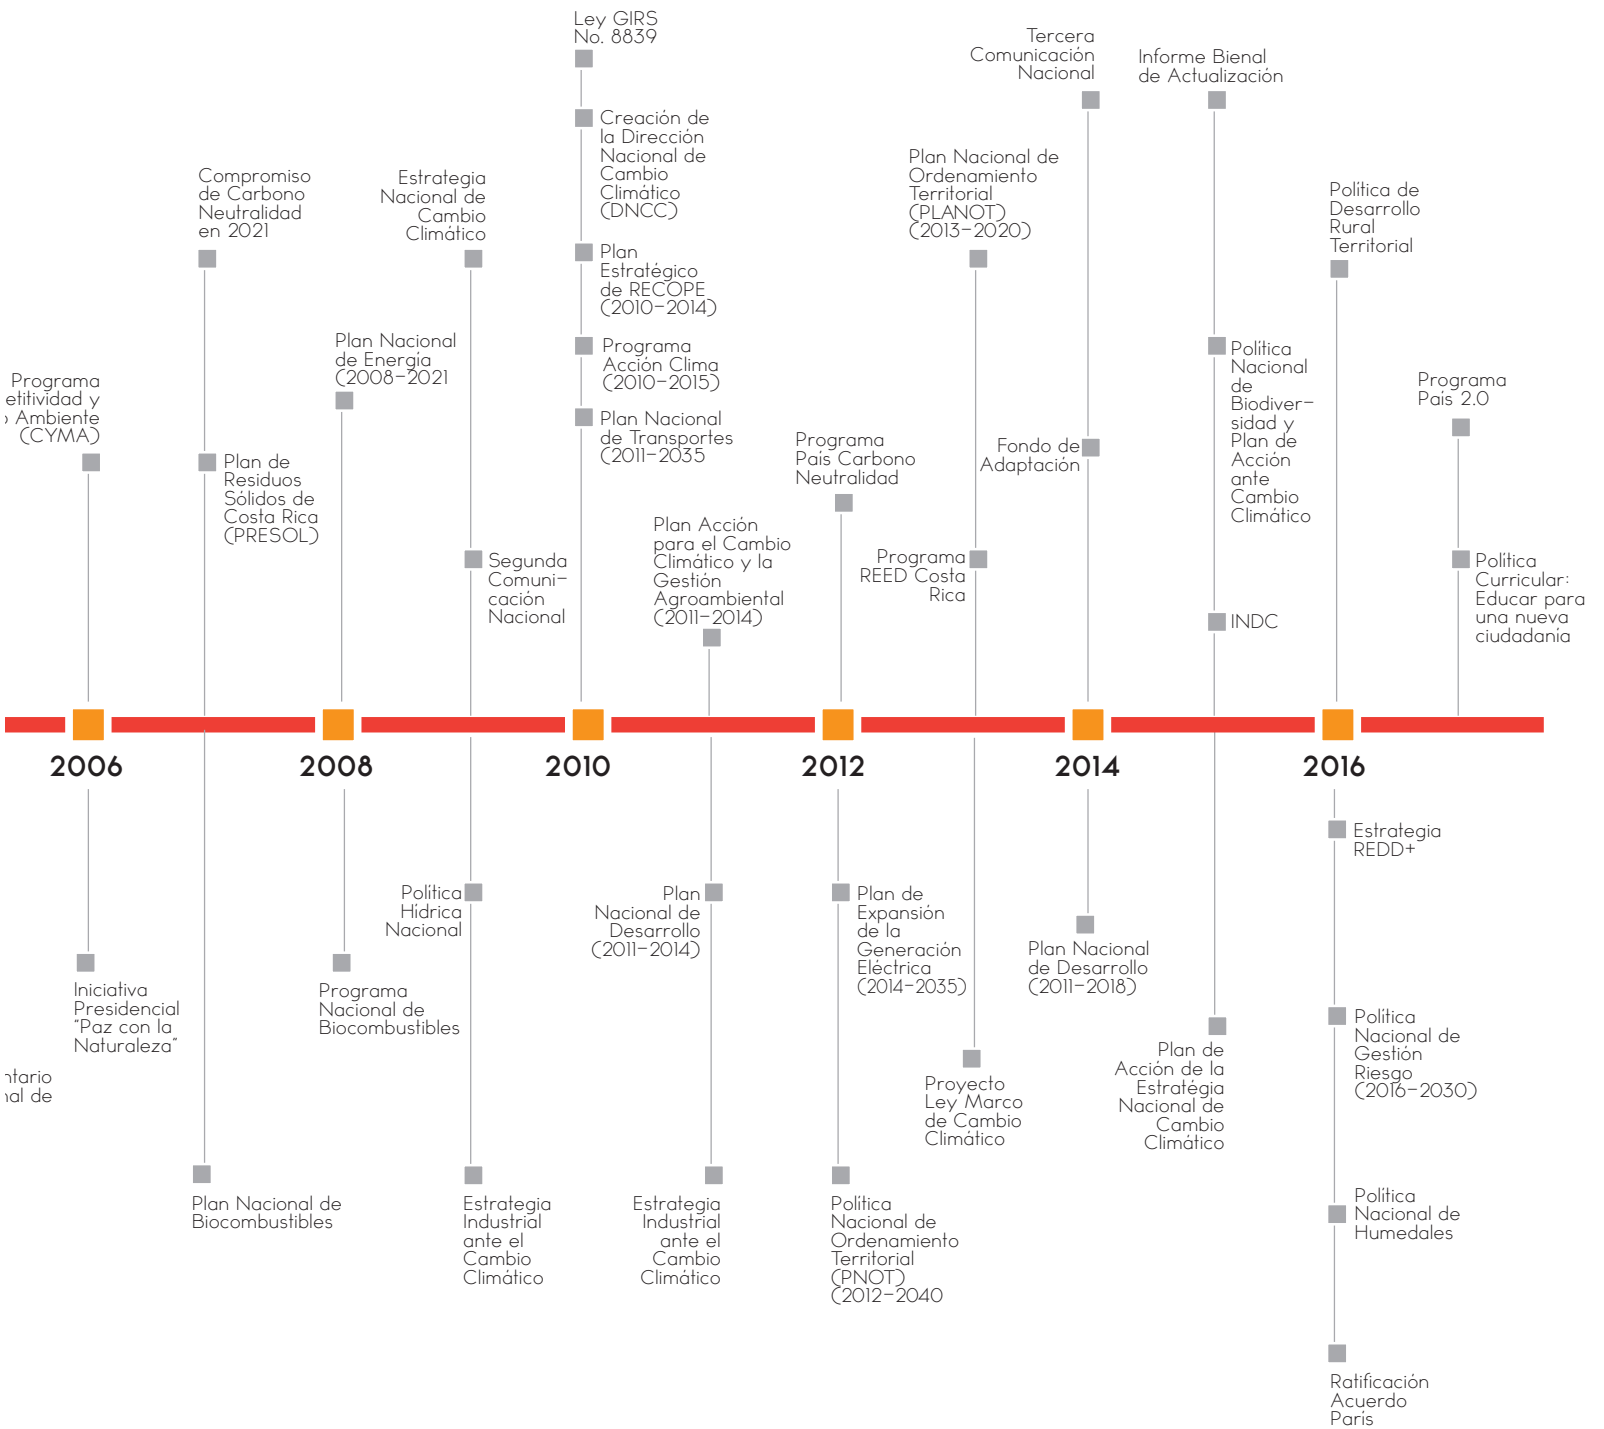 Ley GIRS
No. 8839
Creación de
la Dirección
Nacional de
Cambio
Climático
(DNCC)
Plan
Estratégico
de RECOPE
(2010-2014)
Programa
Acción Clima
(2010-2015)
Plan Nacional
de Transportes
(2011-2035
Tercera
Comunicación
Nacional
Informe Bienal
de Actualización
Plan Nacional de
Ordenamiento
Territorial
(PLANOT)
(2013-2020)
Compromiso
de Carbono
Neutralidad
en 2021
Estrategia
Nacional de
Cambio
Climático
Política de
Desarrollo
Rural
Territorial
Plan Nacional
de Energía
(2008-2021
Política
Nacional
de
Biodiver-
sidad y
Plan de
Acción
ante
Cambio
Climático
Programa
etitividad y
Ambiente
(CYMA)
Programa
País 2.0
Plan de
Residuos
Sólidos de
Costa Rica
(PRESOL)
Programa
País Carbono
Neutralidad
Fondo de
Adaptación
Plan Acción
para el Cambio
Climático y la
Gestión
Agroambiental
(2011-2014)
Segunda
Comuni-
cación
Nacional
Programa
REED Costa
Rica
Política
Curricular:
Educar para
una nueva
ciudadanía
INDC
2006
2008
2010
2012
2014
2016
Estrategia
REDD+
Política
Hídrica
Nacional
Plan
Nacional de
Desarrollo
(2011-2014)
Plan de
Expansión
de la
Generación
Eléctrica
(2014-2035)
Plan Nacional
de Desarrollo
(2011-2018)
Iniciativa
Presidencial
"Paz con la
Naturaleza"
Programa
Nacional de
Biocombustibles
Política
Nacional de
Gestión
Riesgo
(2016-2030)
Plan de
Acción de la
Estratégia
Nacional de
Cambio
Climático
ntario
nal de
Proyecto
Ley Marco
de Cambio
Climático
Plan Nacional de
Biocombustibles
Estrategia
Industrial
ante el
Cambio
Climático
Estrategia
Industrial
ante el
Cambio
Climático
Política
Nacional de
Ordenamiento
Territorial
(PNOT)
(2012-2040
Política
Nacional de
Humedales
Ratificación
Acuerdo
París